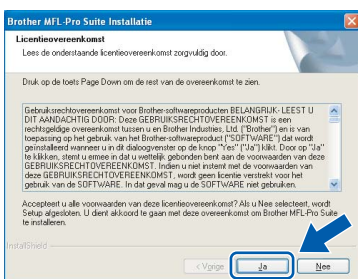 Brother MFL-Pro Suite Installatie
Licentieovereenkomst
Lees de onderstaande licentieovereenkomst zorgvuldig door.
Druk op de toets Page Down om de rest van de overeenkomst te zien.
Gebruiksrechtovereenkomst voor Brother-softwareproducten BELANGRIJK- LEEST U
DIT AANDACHTIG DOOR: Deze GEBRUIKSRECHTOVEREENKOMST is een
rechtsgeldige overeenkomst tussen u en Brother Industries, Ltd. ("Brother") en is van
toepassing op het gebruik van het Brother-softwareproduct ("SOFTWARE") dat wordt
geïnstalleerd wanneer u in dit dialoogvenster op de knop "Yes" ("Ja") klikt. Door op "Ja"
te klikken, stemt u ermee in dat u wettelijk gebonden bent aan de voorwaarden van deze
GEBRUIKSRECHTOVEREENKOMST. Indien u niet instemt met de voorwaarden van
deze GEBRUIKSRECHTOVEREENKOMST, wordt geen licentie verstrekt voor het
gebruik van de SOFTWARE. In dat geval mag u de SOFTWARE niet gebruiken.
Accepteert u alle voorwaarden van deze licentieovereenkomst? Als u Nee selecteert, wordt
Setup afgesloten. U dient akkoord te gaan met deze overeenkomst om Brother MFL-Pro Suite
te installeren.
InstallShield
< Vorige
Ja
Nee